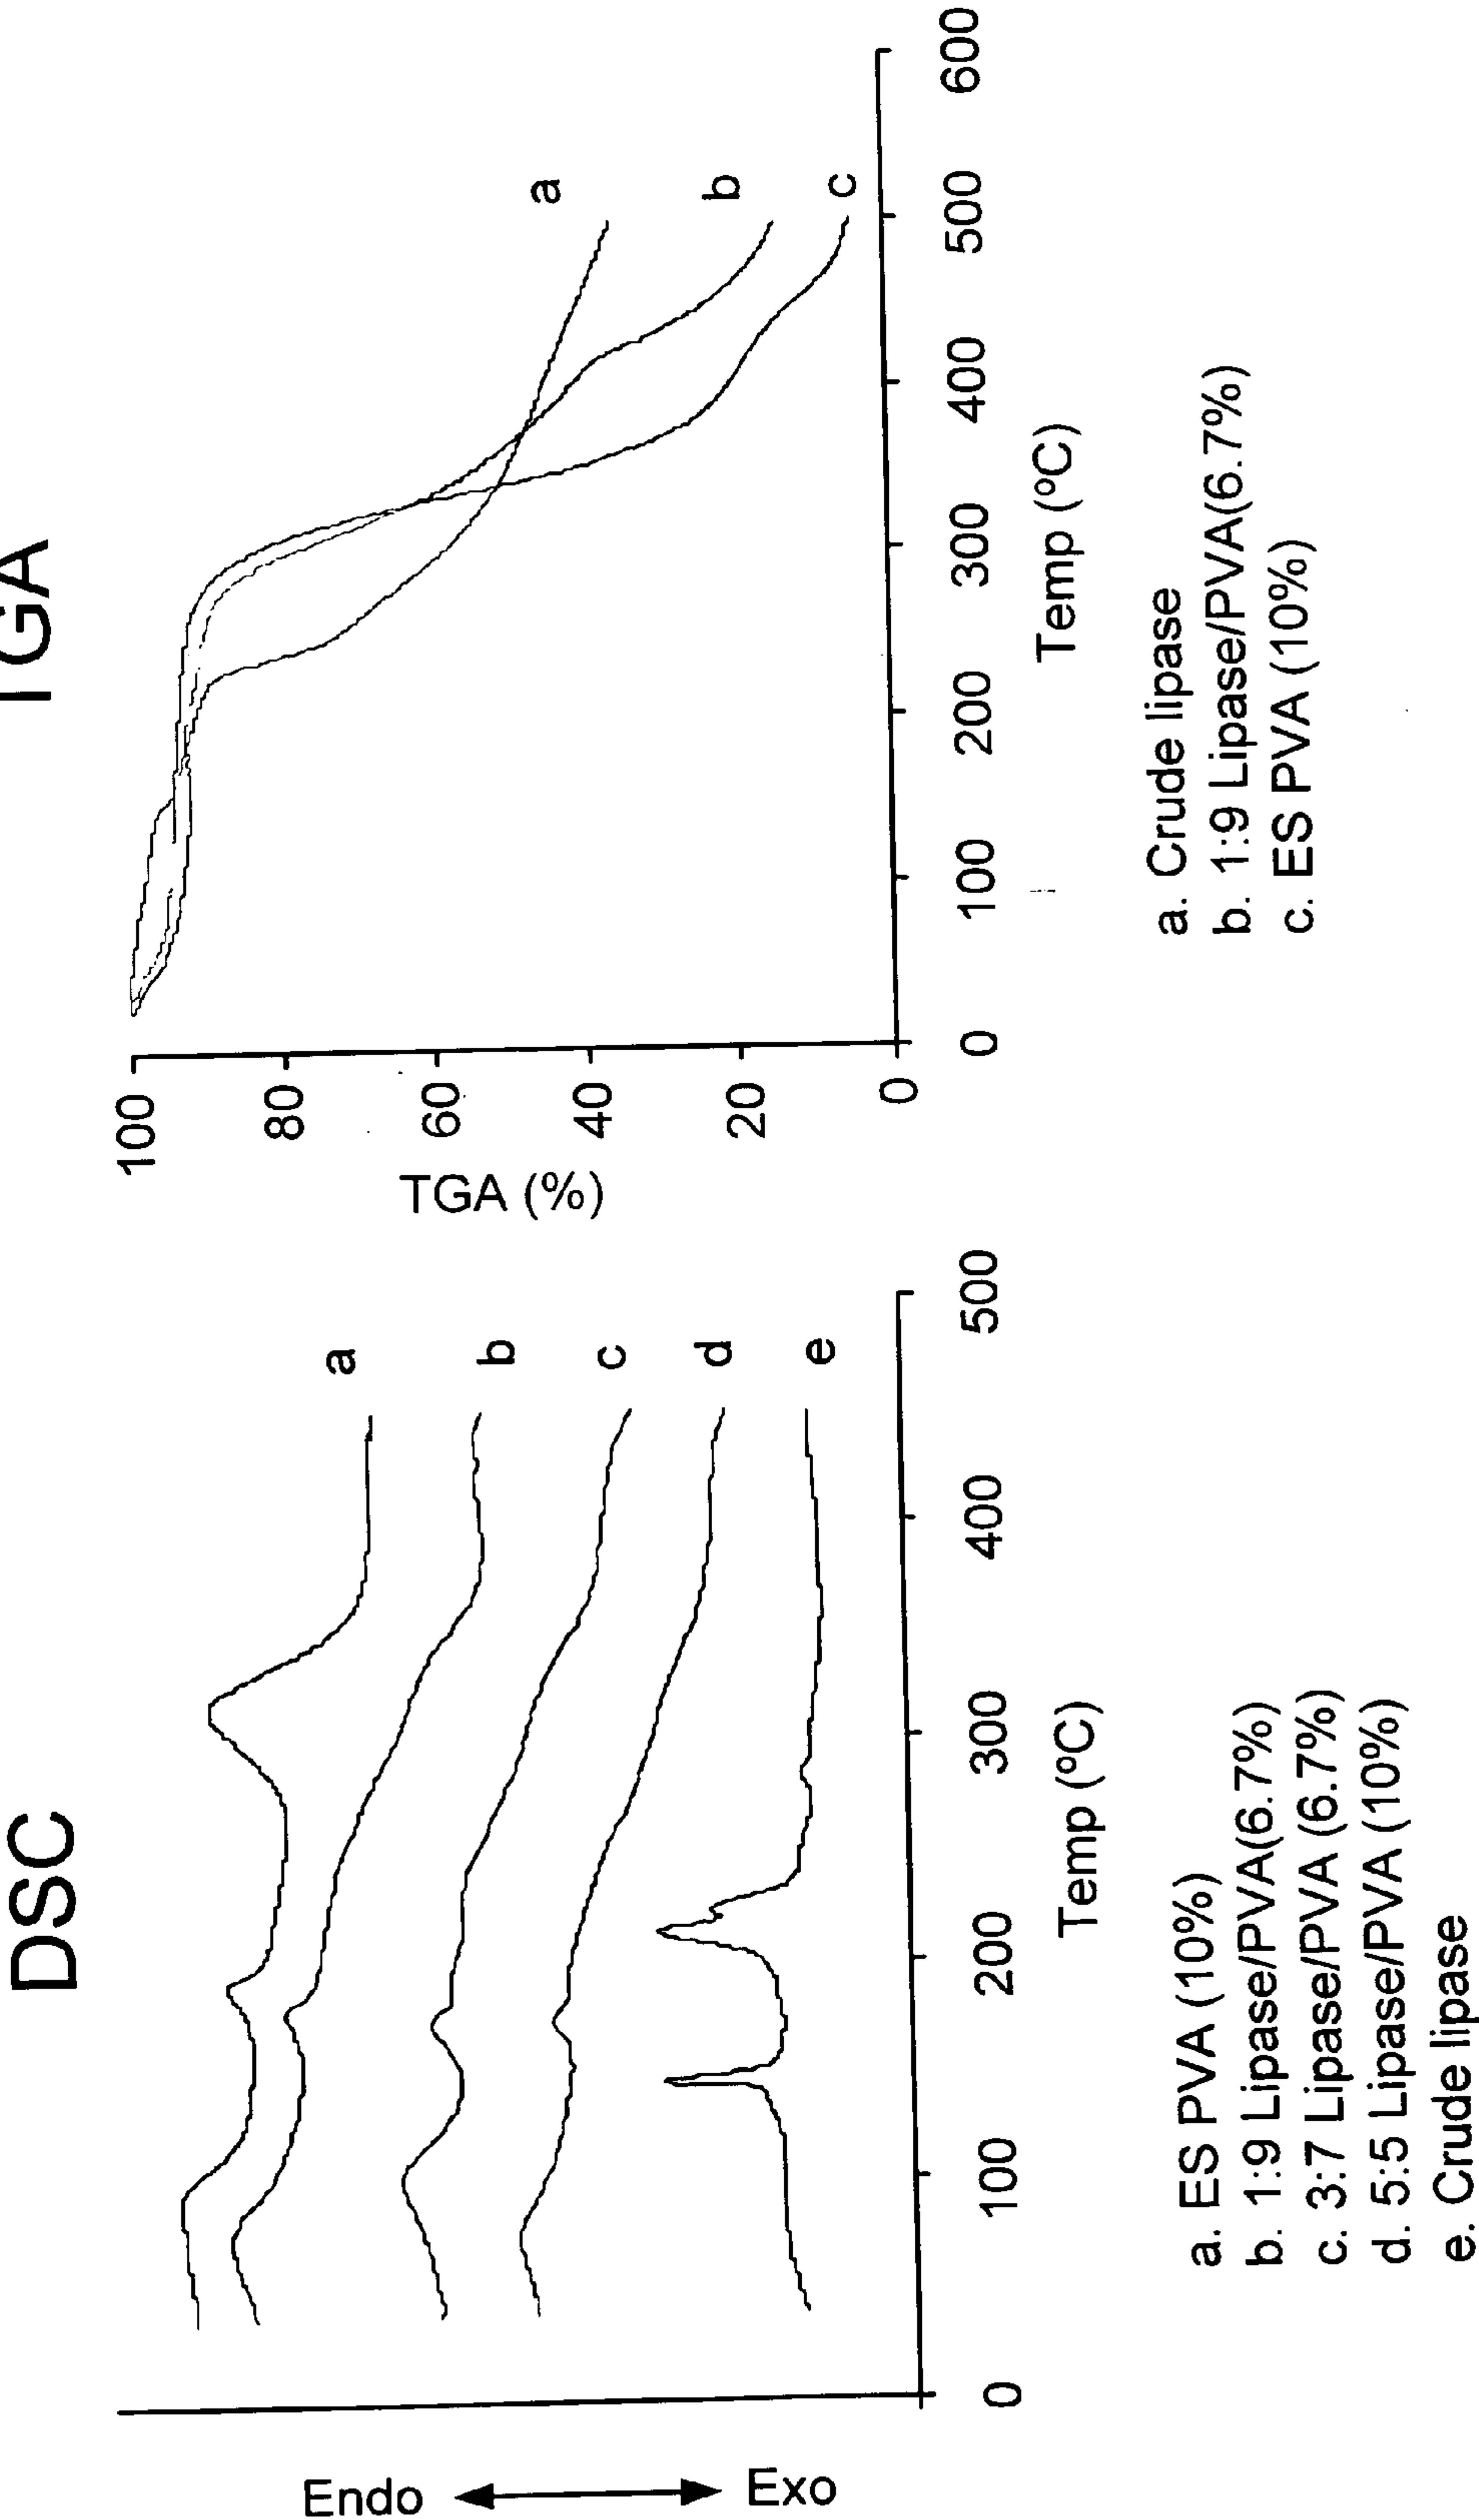 DSC
Endo
Exo
a
b
c
d
e
0
100
200
300
400
500
Temp (ºC)
a. ES PVA (10%)
b. 1:9 Lipase/PVA(6.7%)
c. 3:7 Lipase/PVA (6.7%)
d. 5:5 Lipase/PVA (10%)
e. Crude lipase
TGA
TGA (%)
100
80
60
40
20
0
a
b
c
0
100
200
300
400
500
600
Temp (ºC)
a. Crude lipase
b. 1:9 Lipase/PVA(6.7%)
c. ES PVA (10%)